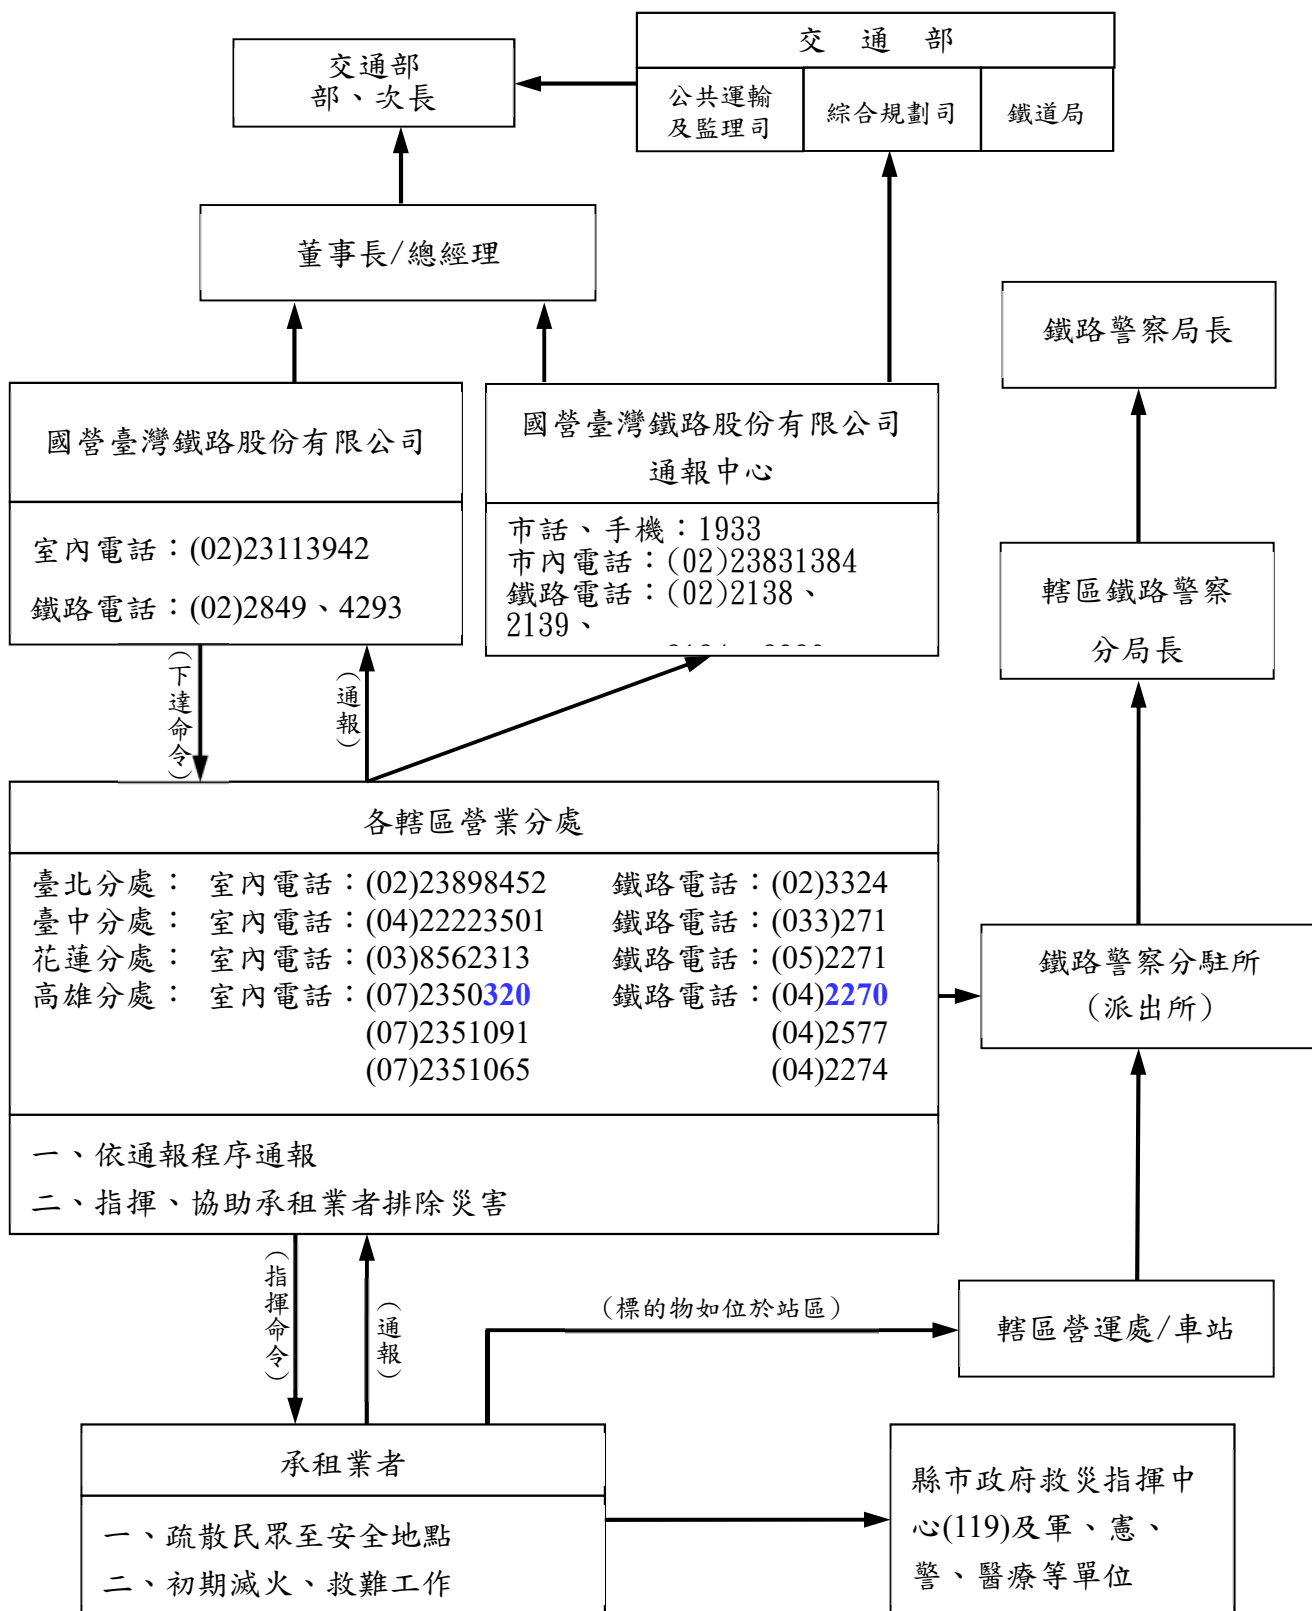 交通部
交通部
部、次長
公共運輸
及監理司
綜合規劃司
鐵道局
董事長/總經理
鐵路警察局長
國營臺灣鐵路股份有限公司
室內電話：(02)23113942
鐵路電話：(02)2849、4293
國營臺灣鐵路股份有限公司
通報中心
市話、手機：1933
市內電話：(02)23831384
鐵路電話：(02)2138、
2139、
轄區鐵路警察
分局長
(下達命令)
(通報)
各轄區營業分處
臺北分處： 室內電話：(02)23898452 鐵路電話：(02)3324
臺中分處： 室內電話：(04)22223501 鐵路電話：(033)271
花蓮分處： 室內電話：(03)8562313 鐵路電話：(05)2271
高雄分處： 室內電話：(07)2350320 鐵路電話：(04)2270
(07)2351091 (04)2577
(07)2351065 (04)2274
鐵路警察分駐所
(派出所)
一、依通報程序通報
二、指揮、協助承租業者排除災害
(指揮命令)
(通報)
(標的物如位於站區)
轄區營運處/車站
承租業者
一、疏散民眾至安全地點
二、初期滅火、救難工作
縣市政府救災指揮中
心(119)及軍、憲、
警、醫療等單位